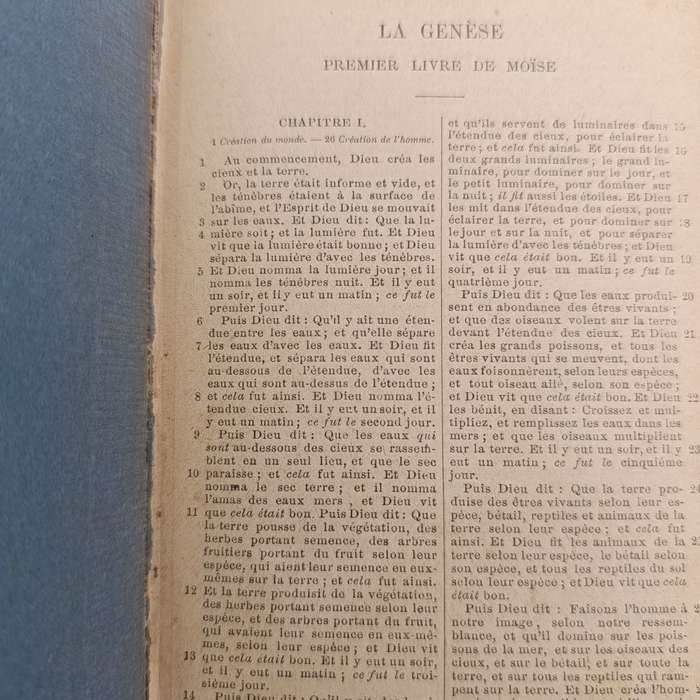 LA GENÈSE
PREMIER LIVRE DE MOÏSE
CHAPITRE I.
1 Création du monde. — 26 Création de l'homme.
1 Au commencement, Dieu créa les
cieux et la terre.
2 Or, la terre était informe et vide, et
les ténèbres étaient à la surface de
l'abîme, et l'Esprit de Dieu se mouvait
3 sur les eaux. Et Dieu dit : Que la lu-
4 mière soit; et la lumière fut. Et Dieu
vit que la lumière était bonne ; et Dieu
sépara la lumière d'avec les ténèbres.
5 Et Dieu nomma la lumière jour; et il
nomma les ténèbres nuit. Et il y eut
un soir, et il y eut un matin ; ce fut le
premier jour.
6 Puis Dieu dit : Qu'il y ait une éten-
due entre les eaux; et qu'elle sépare
7 les eaux d'avec les eaux. Et Dieu fit
l'étendue, et sépara les eaux qui sont
au-dessous de l'étendue, d'avec les
eaux qui sont au-dessus de l'étendue ;
8 et cela fut ainsi. Et Dieu nomma l'é-
tendue cieux. Et il y eut un soir, et il
y eut un matin; ce fut le second jour.
9 Puis Dieu dit : Que les eaux qui
sont au-dessous des cieux se rassem-
blent en un seul lieu, et que le sec
10 paraisse ; et cela fut ainsi. Et Dieu
nomma le sec terre ; et il nomma
l'amas des eaux mers , et Dieu vit
11 que cela était bon. Puis Dieu dit : Que
la terre pousse de la végétation, des
herbes portant semence, des arbres
fruitiers portant du fruit selon leur
espèce, qui aient leur semence en eux-
mêmes sur la terre ; et cela fut ainsi.
12 Et la terre produisit de la végétation,
des herbes portant semence selon leur
espèce, et des arbres portant du fruit,
qui avaient leur semence en eux-mê-
mes, selon leur espèce ; et Dieu vit
13 que cela était bon. Et il y eut un soir,
et il y eut un matin ; ce fut le troi-
sième jour.
14 Puis Dieu dit : Qu'il y ait
et qu'ils servent de luminaires dans 15
l'étendue des cieux, pour éclairer la
terre; et cela fut ainsi. Et Dieu fit les 16
deux grands luminaires ; le grand lu-
minaire, pour dominer sur le jour, et
le petit luminaire, pour dominer sur
la nuit ; il fit aussi les étoiles. Et Dieu 17
les mit dans l'étendue des cieux, pour
éclairer la terre, et pour dominer sur 18
le jour et sur la nuit, et pour séparer
la lumière d'avec les ténèbres ; et Dieu
vit que cela était bon. Et il y eut un 19
soir, et il y eut un matin ; ce fut le
quatrième jour.
Puis Dieu dit : Que les eaux produi- 20
sent en abondance des êtres vivants ;
et que des oiseaux volent sur la terre
devant l'étendue des cieux. Et Dieu 21
créa les grands poissons, et tous les
êtres vivants qui se meuvent, dont les
eaux foisonnèrent, selon leurs espèces,
et tout oiseau ailé, selon son espèce ;
et Dieu vit que cela était bon. Et Dieu 22
les bénit, en disant : Croissez et mul-
tipliez, et remplissez les eaux dans les
mers ; et que les oiseaux multiplient
sur la terre. Et il y eut un soir, et il y 23
eut un matin ; ce fut le cinquième
jour.
Puis Dieu dit : Que la terre pro- 24
duise des êtres vivants selon leur es-
pèce, bétail, reptiles et animaux de la
terre selon leur espèce ; et cela fut
ainsi. Et Dieu fit les animaux de la
terre selon leur espèce, le bétail selon
son espèce, et tous les reptiles du sol
selon leur espèce ; et Dieu vit que cela
était bon.
Puis Dieu dit : Faisons l'homme à
notre image, selon notre ressem-
blance, et qu'il domine sur les pois-
sons de la mer, et sur les oiseaux des
cieux, et sur le bétail, et sur toute la
terre, et sur tous les reptiles qui ram-
pent sur la terre. Et Dieu créa l'hom-